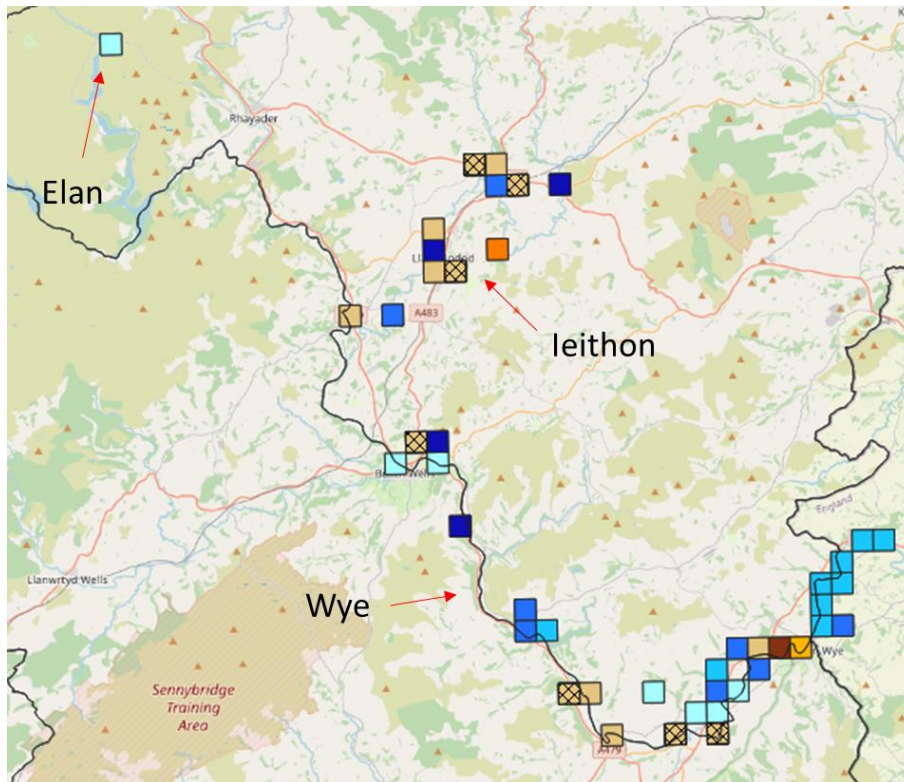 Rhayader
Elan
Ieithon
A483
England
Llanwrtyd Wells
Wye
Wye
Sennybridge
Training
Area
A479